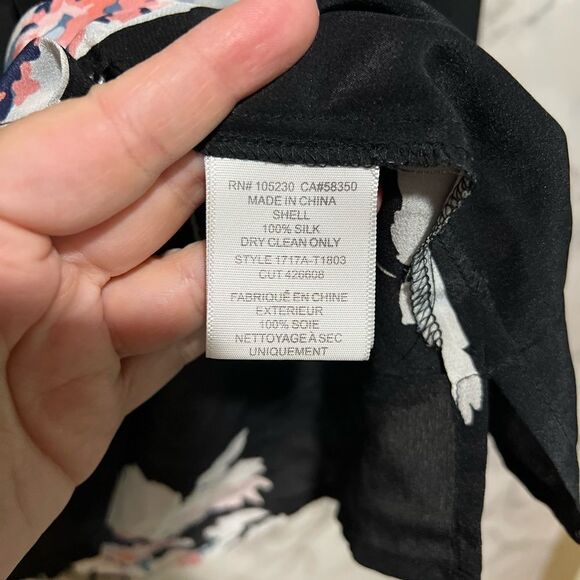 RN# 105230 CA#58350
MADE IN CHINA
SHELL
100% SILK
DRY CLEAN ONLY
STYLE 1717A-T1803
CUT 426608
FABRIQUÉ EN CHINE
EXTERIEUR
100% SOIE
NETTOYAGE À SEC
UNIQUEMENT